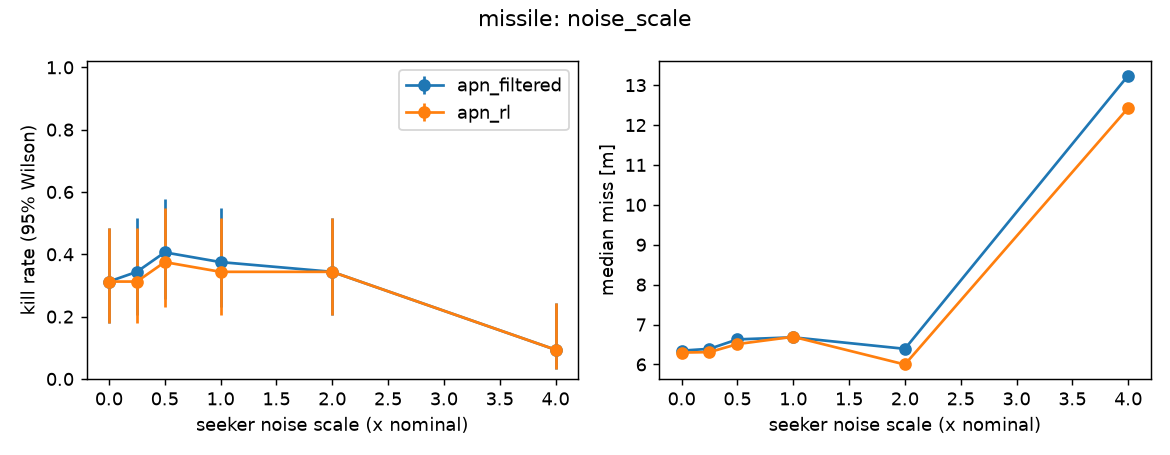 missile: noise_scale
kill rate (95% Wilson)
1.0
0.8
0.6
0.4
0.2
0.0
apn_filtered
apn_rl
0.0 0.5 1.0 1.5 2.0 2.5 3.0 3.5 4.0
seeker noise scale (x nominal)
median miss [m]
13
12
11
10
9
8
7
6
0.0 0.5 1.0 1.5 2.0 2.5 3.0 3.5 4.0
seeker noise scale (x nominal)